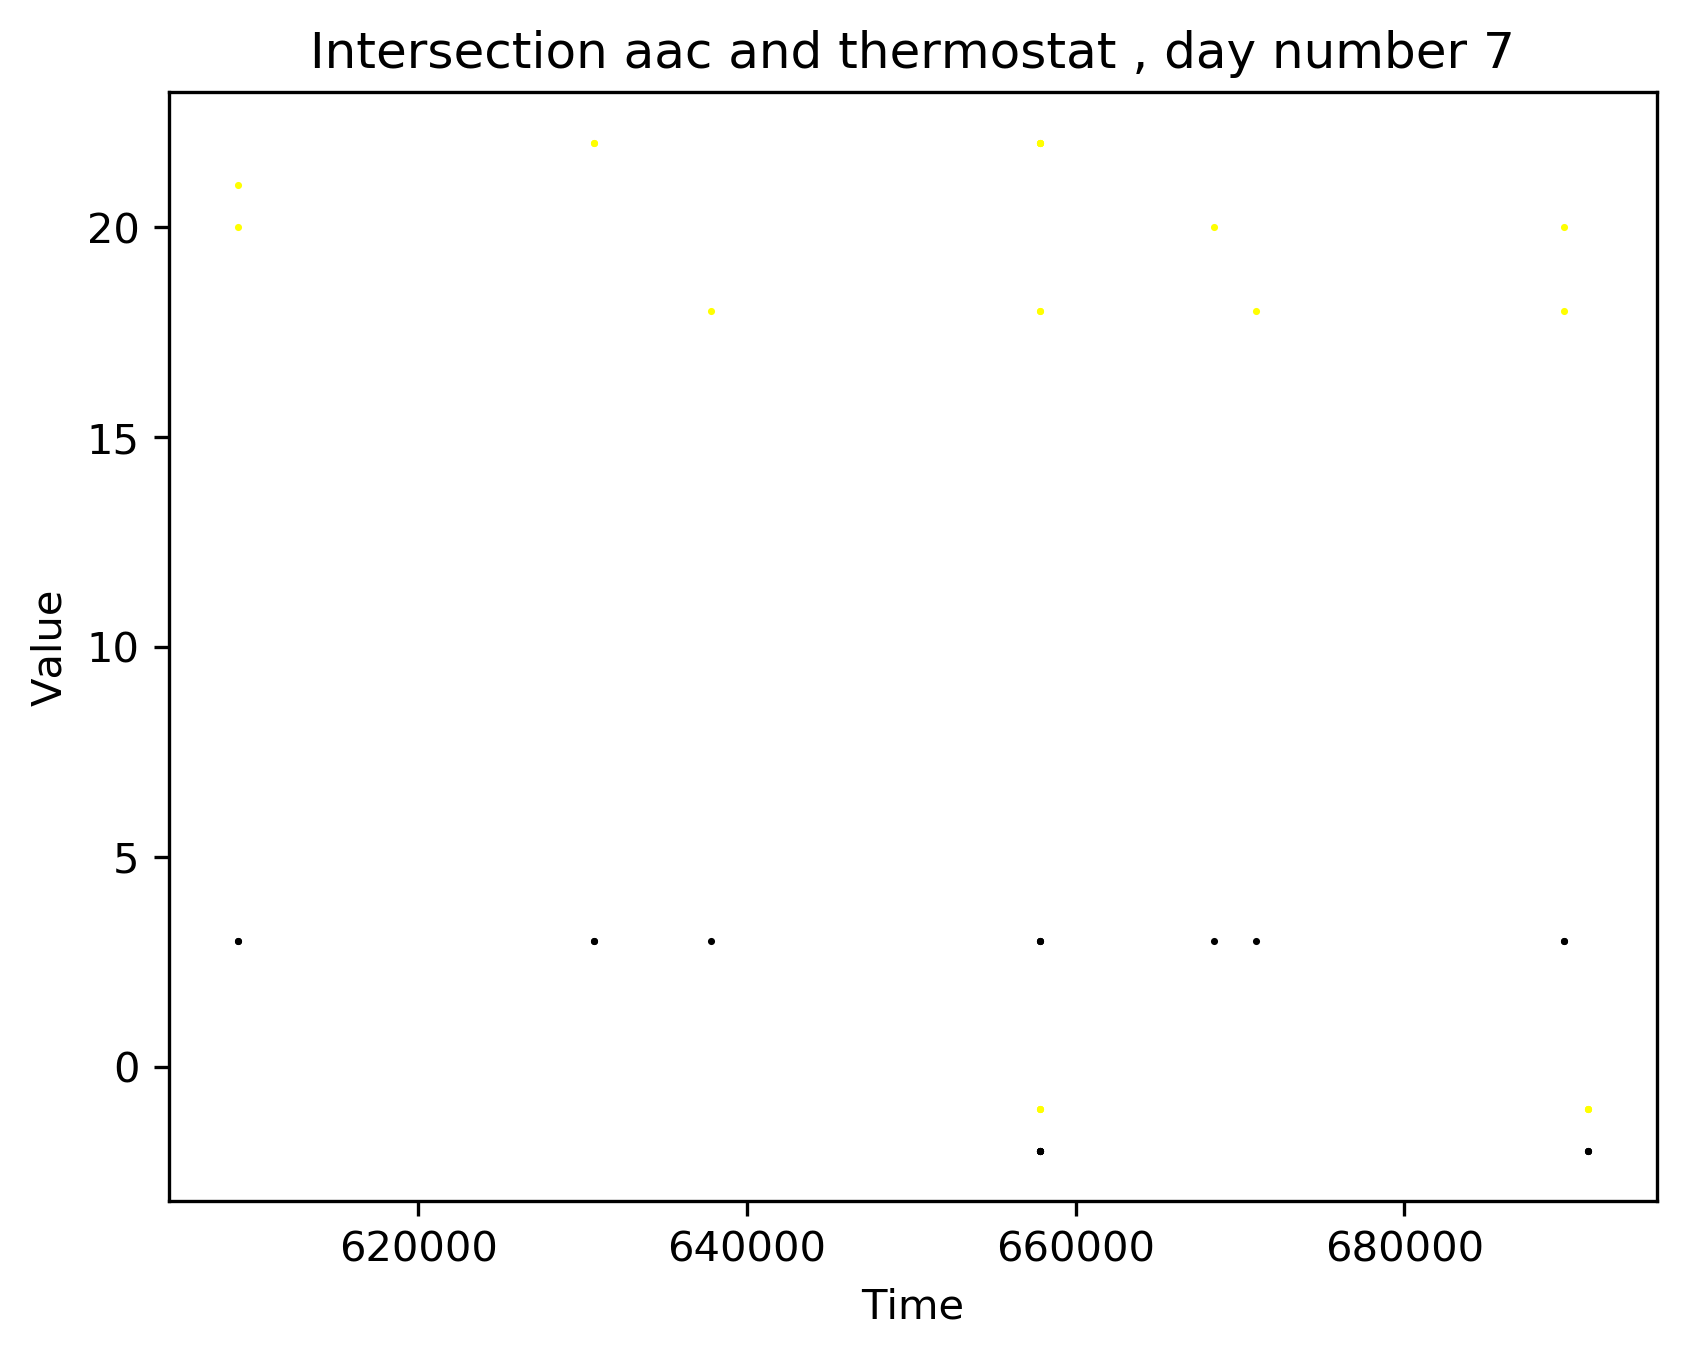 Intersection aac and thermostat , day number 7
Value
20
15
10
5
0
620000 640000 660000 680000
Time